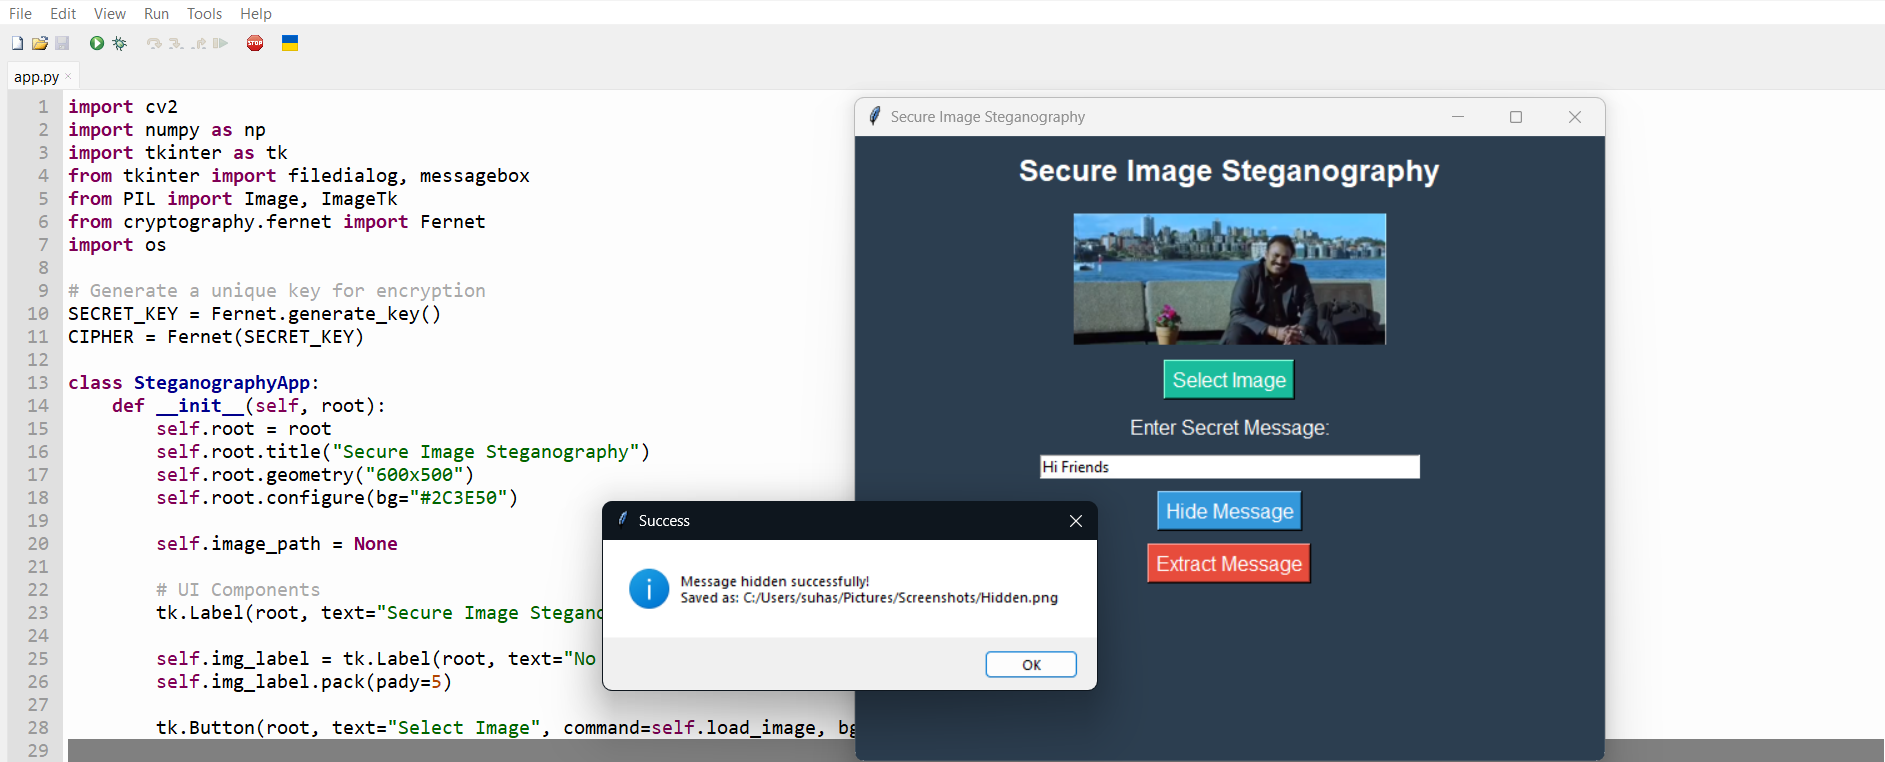 File Edit View Run Tools Help
STOP
app.py ×
1 import cv2
2 import numpy as np
3 import tkinter as tk
4 from tkinter import filedialog, messagebox
5 from PIL import Image, ImageTk
6 from cryptography.fernet import Fernet
7 import os
8
9 # Generate a unique key for encryption
10 SECRET_KEY = Fernet.generate_key()
11 CIPHER = Fernet(SECRET_KEY)
12
13 class SteganographyApp:
14     def __init__(self, root):
15         self.root = root
16         self.root.title("Secure Image Steganography")
17         self.root.geometry("600x500")
18         self.root.configure(bg="#2C3E50")
19
20         self.image_path = None
21
22         # UI Components
23         tk.Label(root, text="Secure Image Stegano
24
25         self.img_label = tk.Label(root, text="No
26         self.img_label.pack(pady=5)
27
28         tk.Button(root, text="Select Image", command=self.load_image, bg
29
Secure Image Steganography
Secure Image Steganography
Select Image
Enter Secret Message:
Hi Friends
Hide Message
Extract Message
Success
Message hidden successfully!
Saved as: C:/Users/suhas/Pictures/Screenshots/Hidden.png
OK